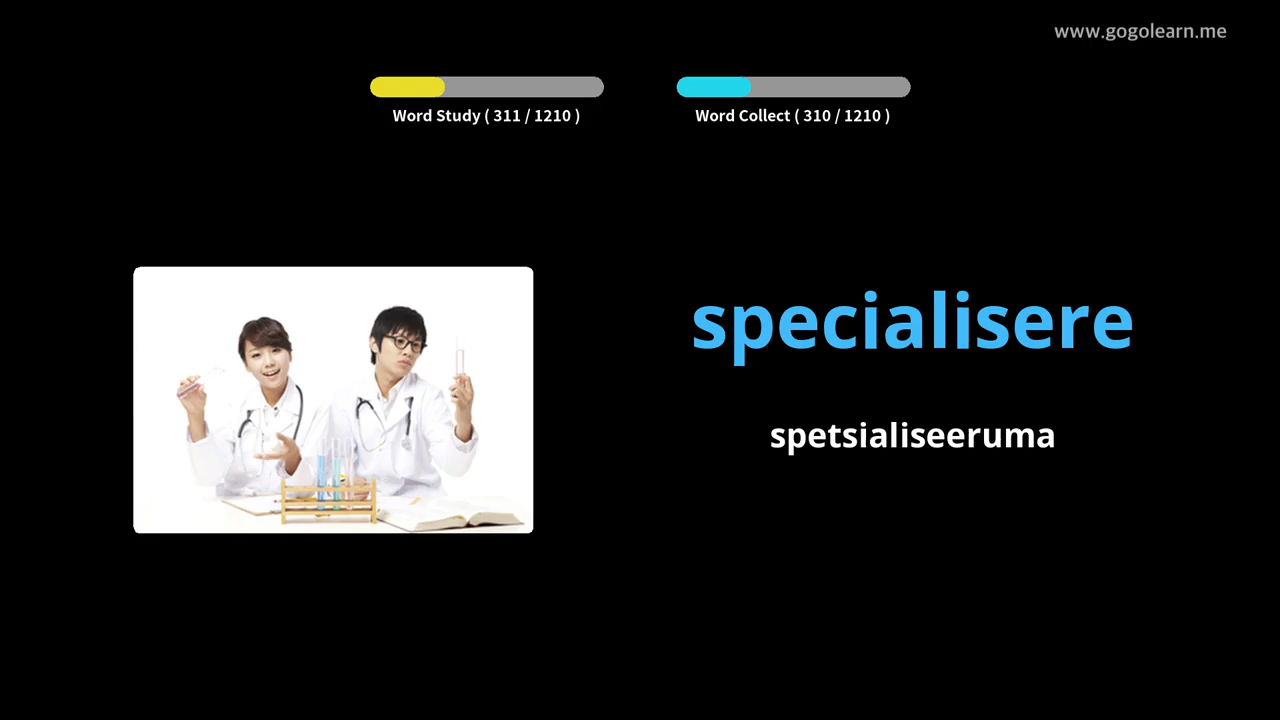 www.gogolearn.me
Word Study ( 311 / 1210 )
Word Collect ( 310 / 1210 )
specialisere
spetsialiseeruma